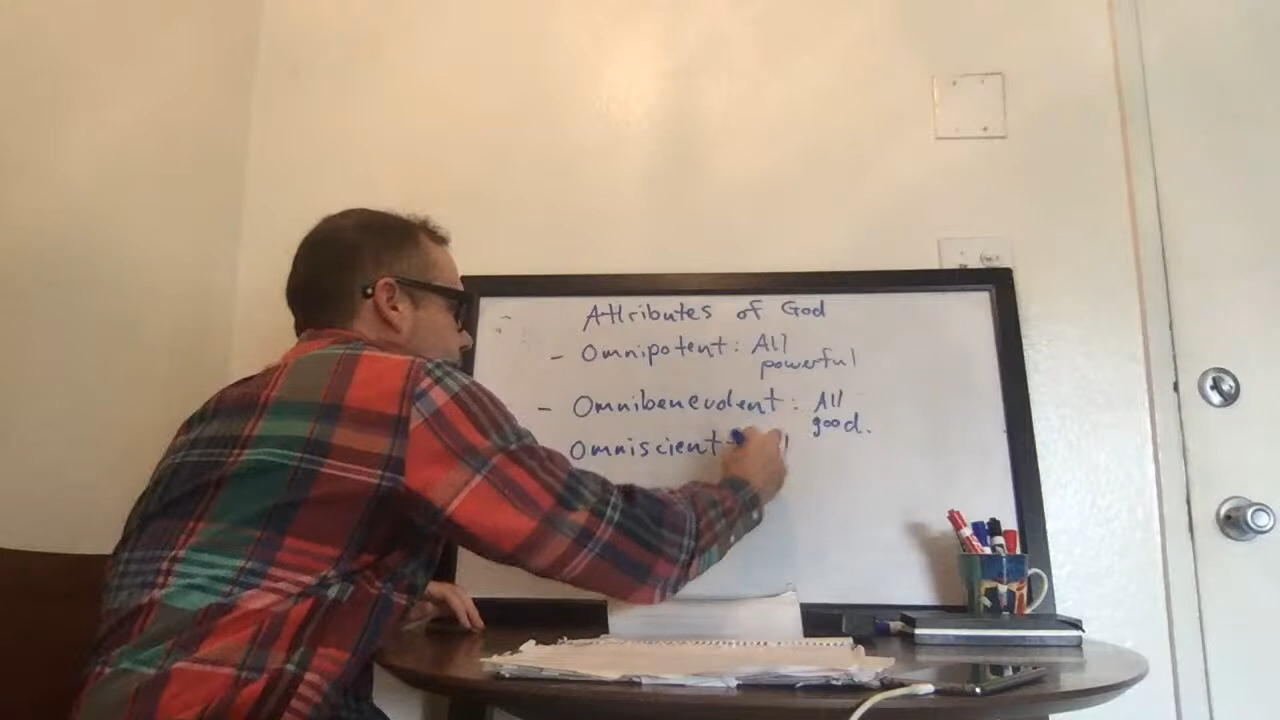 Attributes of God
- Omnipotent: All
powerful
- Omnibenevolent: All
good.
Omniscient